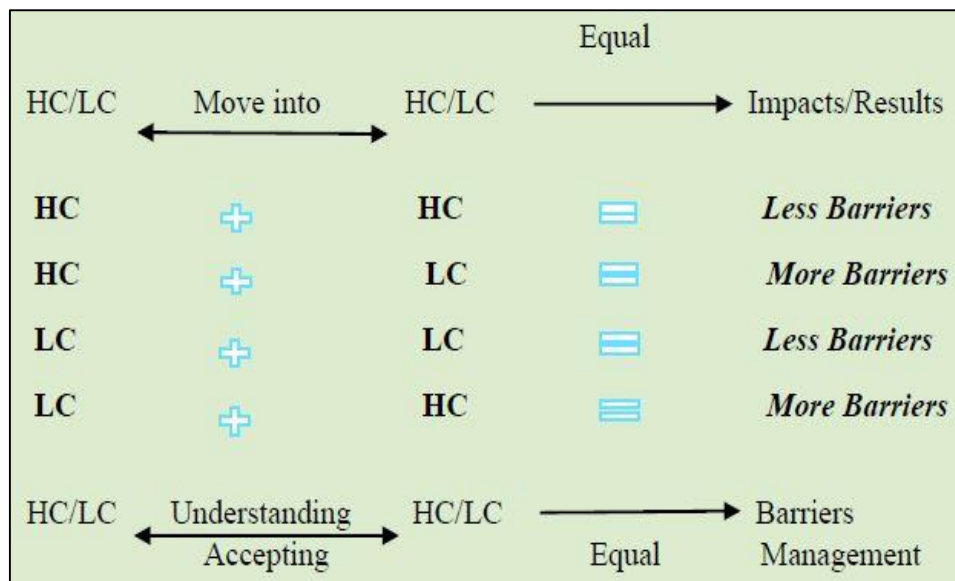 Equal
HC/LC Move into HC/LC Impacts/Results
HC + HC = Less Barriers
HC + LC = More Barriers
LC + LC = Less Barriers
LC + HC = More Barriers
HC/LC Understanding HC/LC Barriers
Accepting Equal Management